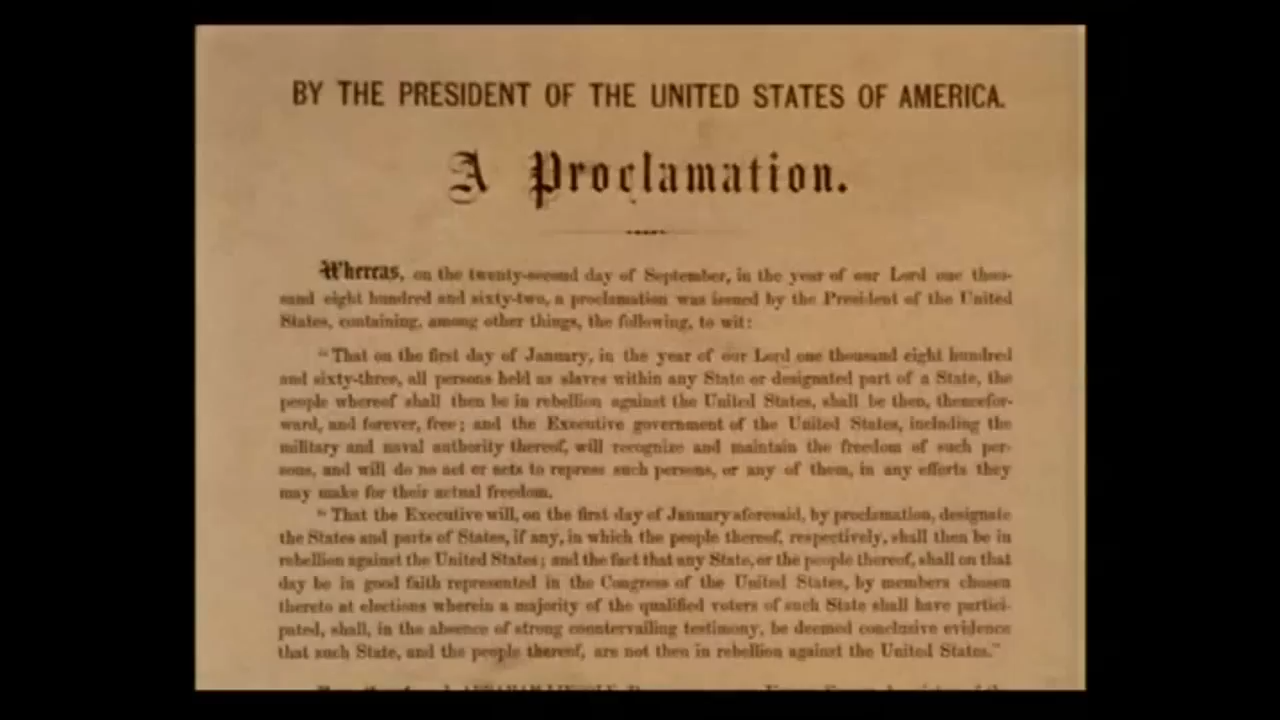 BY THE PRESIDENT OF THE UNITED STATES OF AMERICA.
A Proclamation.
Whereas, on the twenty-second day of September, in the year of our Lord one thou-
sand eight hundred and sixty-two, a proclamation was issued by the President of the United
States, containing, among other things, the following, to wit:
"That on the first day of January, in the year of our Lord one thousand eight hundred
and sixty-three, all persons held as slaves within any State or designated part of a State, the
people whereof shall then be in rebellion against the United States, shall be then, thencefor-
ward, and forever, free; and the Executive government of the United States, including the
military and naval authority thereof, will recognize and maintain the freedom of such per-
sons, and will do no act or acts to repress such persons, or any of them, in any efforts they
may make for their actual freedom.
"That the Executive will, on the first day of January aforesaid, by proclamation, designate
the States and parts of States, if any, in which the people thereof, respectively, shall then be in
rebellion against the United States; and the fact that any State, or the people thereof, shall on that
day be in good faith represented in the Congress of the United States, by members chosen
thereto at elections wherein a majority of the qualified voters of such State shall have partici-
pated, shall, in the absence of strong countervailing testimony, be deemed conclusive evidence
that such State, and the people thereof, are not then in rebellion against the United States."